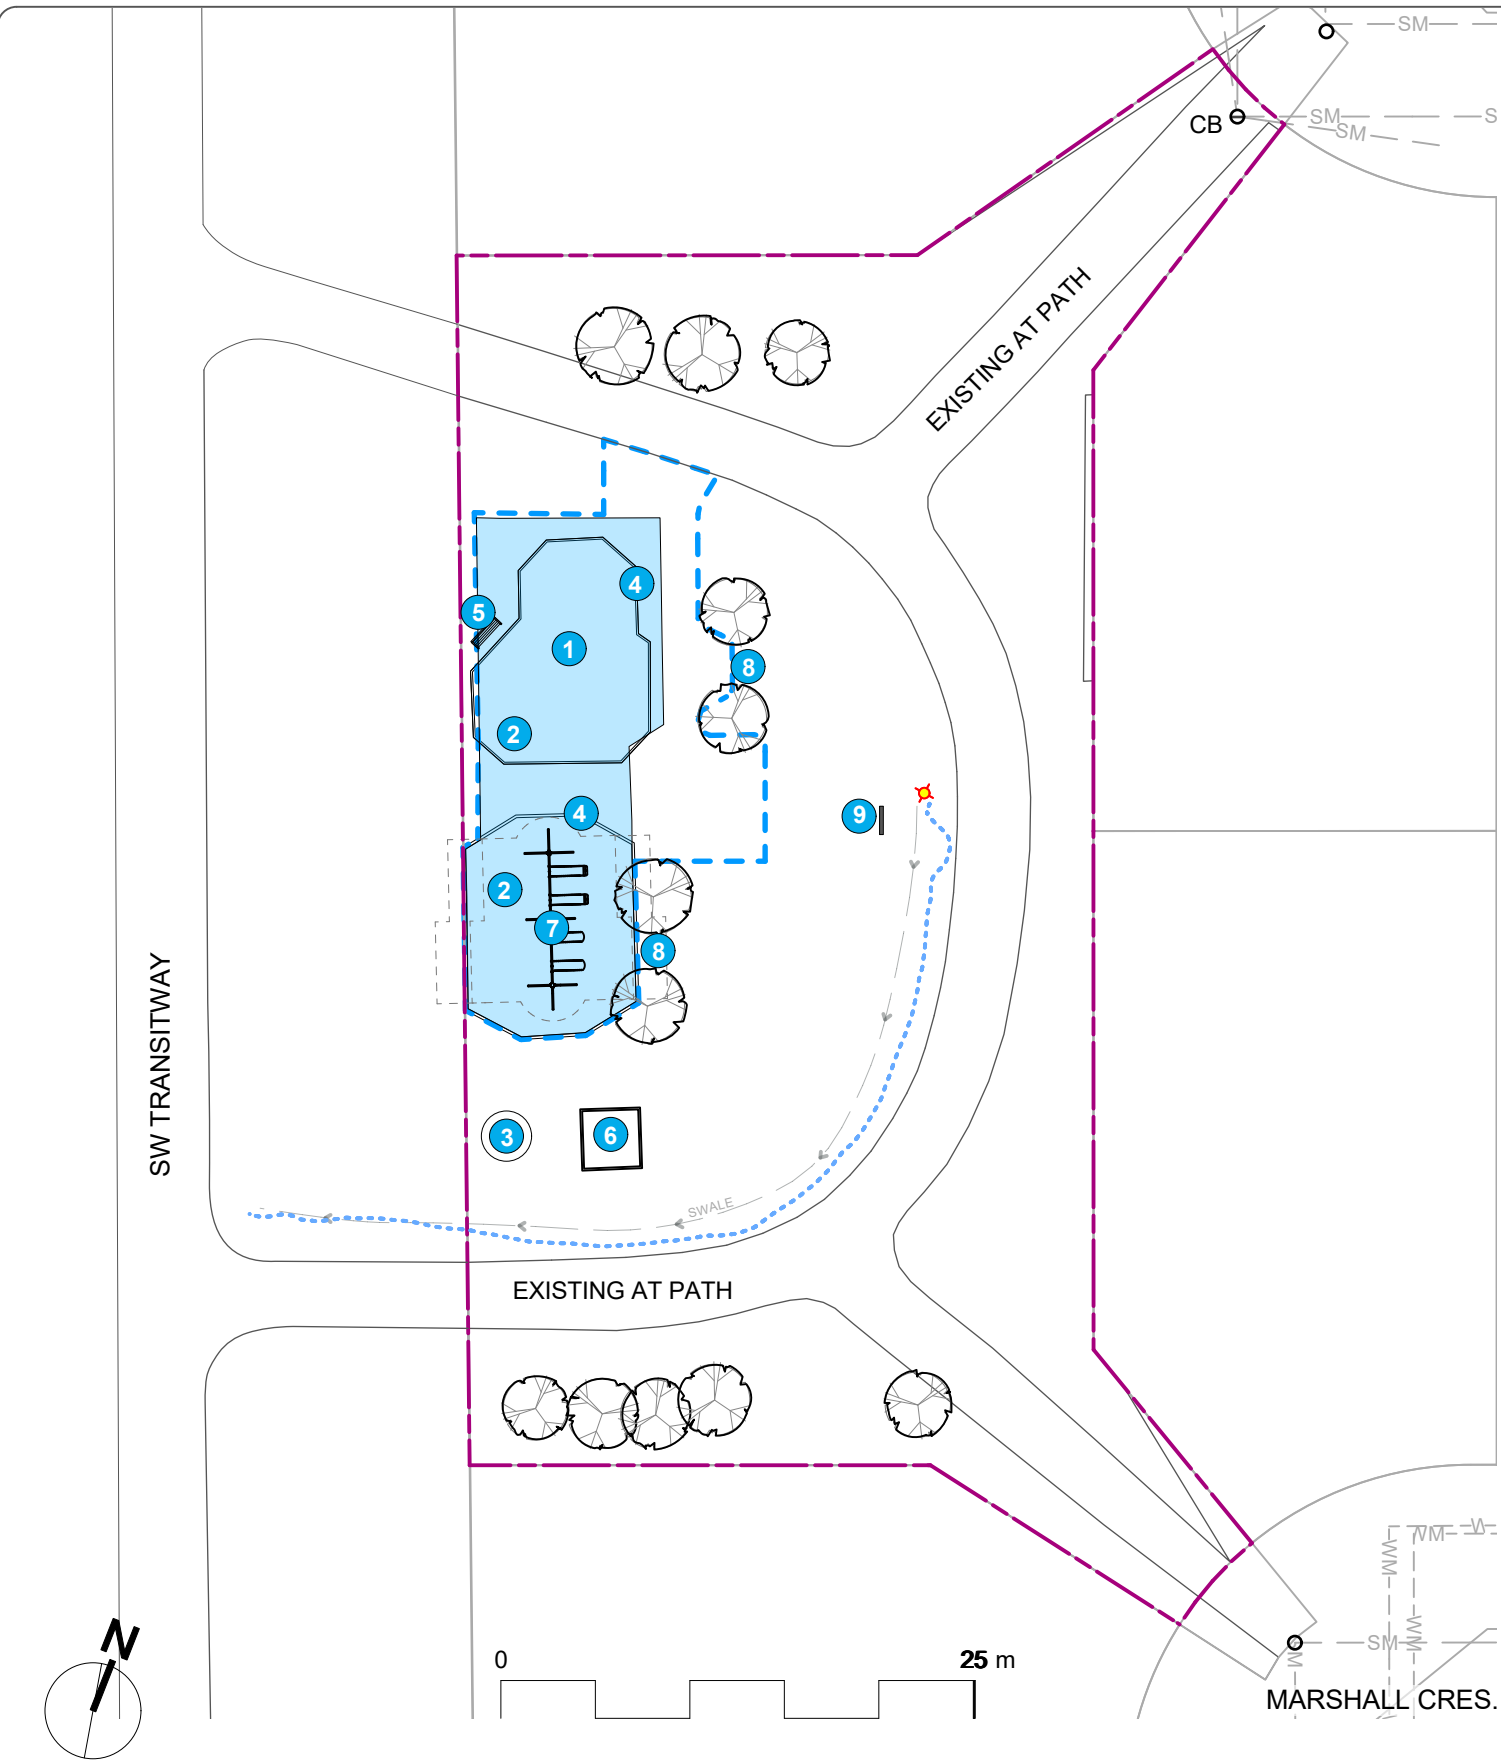 SM
CB
SM
S
SM
EXISTING AT PATH
4
5
1
8
2
9
4
2
7
8
SW TRANSITWAY
3
6
SWALE
EXISTING AT PATH
WM
W
WM
WM
N
0
25 m
SM
M
MARSHALL CRES.